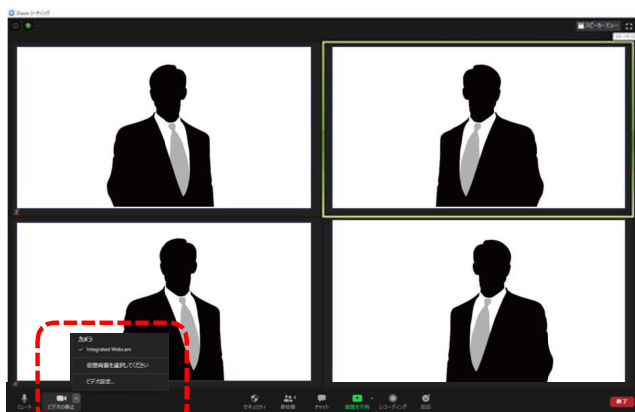 Zoom ミーティング
スピーカービュー
カメラ
✓ Integrated Webcam
仮想背景を選択してください
ビデオ設定...
ミュート
ビデオの停止
セキュリティ
参加者
4
チャット
画面を共有
レコーディング
反応
終了